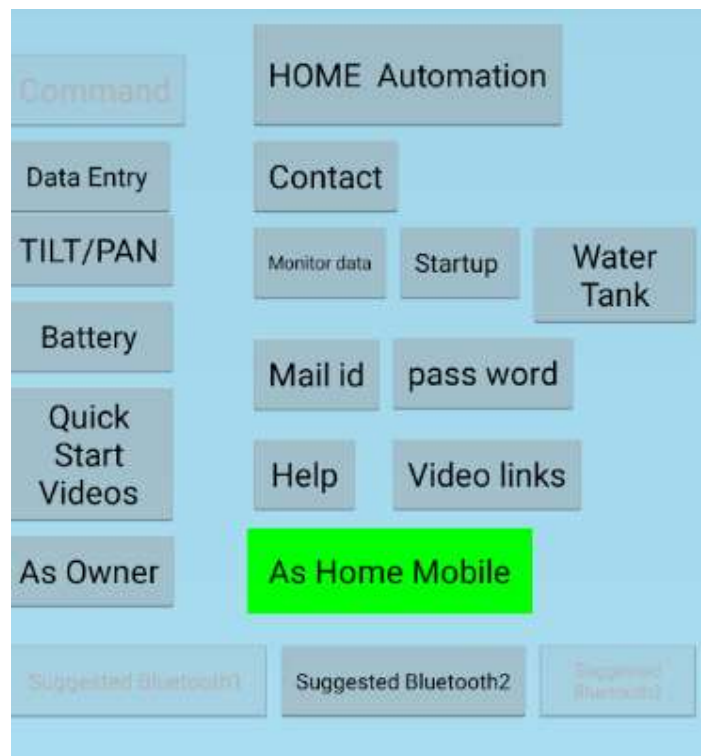 Command
HOME Automation
Data Entry
Contact
TILT/PAN
Monitor data
Startup
Water
Tank
Battery
Mail id
pass word
Quick
Start
Videos
Help
Video links
As Owner
As Home Mobile
Suggested Bluetooth1
Suggested Bluetooth2
Suggested